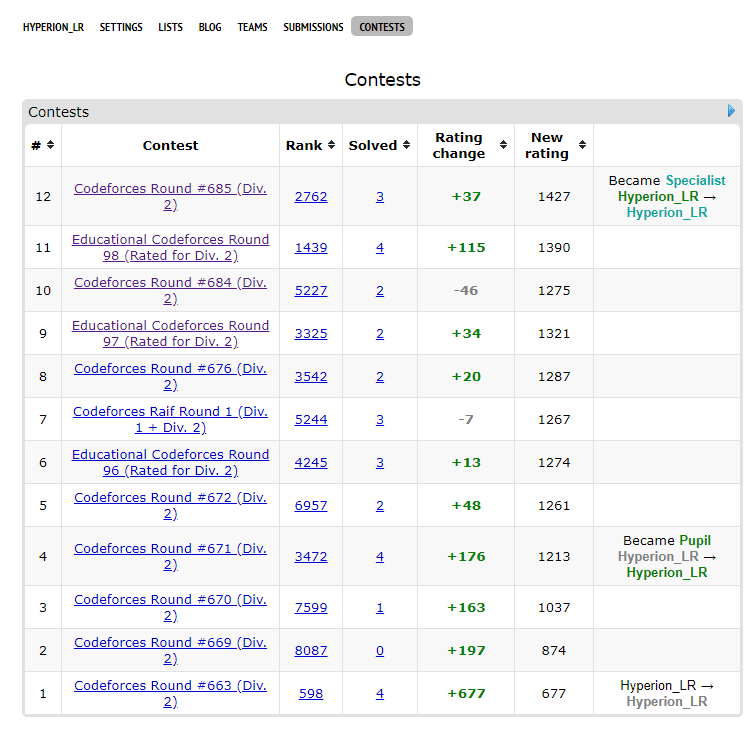 HYPERION_LR SETTINGS LISTS BLOG TEAMS SUBMISSIONS CONTESTS
Contests
Contests
# Contest Rank Solved Rating change New rating
12 Codeforces Round #685 (Div. 2) 2762 3 +37 1427 Became Specialist Hyperion_LR → Hyperion_LR
11 Educational Codeforces Round 98 (Rated for Div. 2) 1439 4 +115 1390
10 Codeforces Round #684 (Div. 2) 5227 2 -46 1275
9 Educational Codeforces Round 97 (Rated for Div. 2) 3325 2 +34 1321
8 Codeforces Round #676 (Div. 2) 3542 2 +20 1287
7 Codeforces Raif Round 1 (Div. 1 + Div. 2) 5244 3 -7 1267
6 Educational Codeforces Round 96 (Rated for Div. 2) 4245 3 +13 1274
5 Codeforces Round #672 (Div. 2) 6957 2 +48 1261
4 Codeforces Round #671 (Div. 2) 3472 4 +176 1213 Became Pupil Hyperion_LR → Hyperion_LR
3 Codeforces Round #670 (Div. 2) 7599 1 +163 1037
2 Codeforces Round #669 (Div. 2) 8087 0 +197 874
1 Codeforces Round #663 (Div. 2) 598 4 +677 677 Hyperion_LR → Hyperion_LR